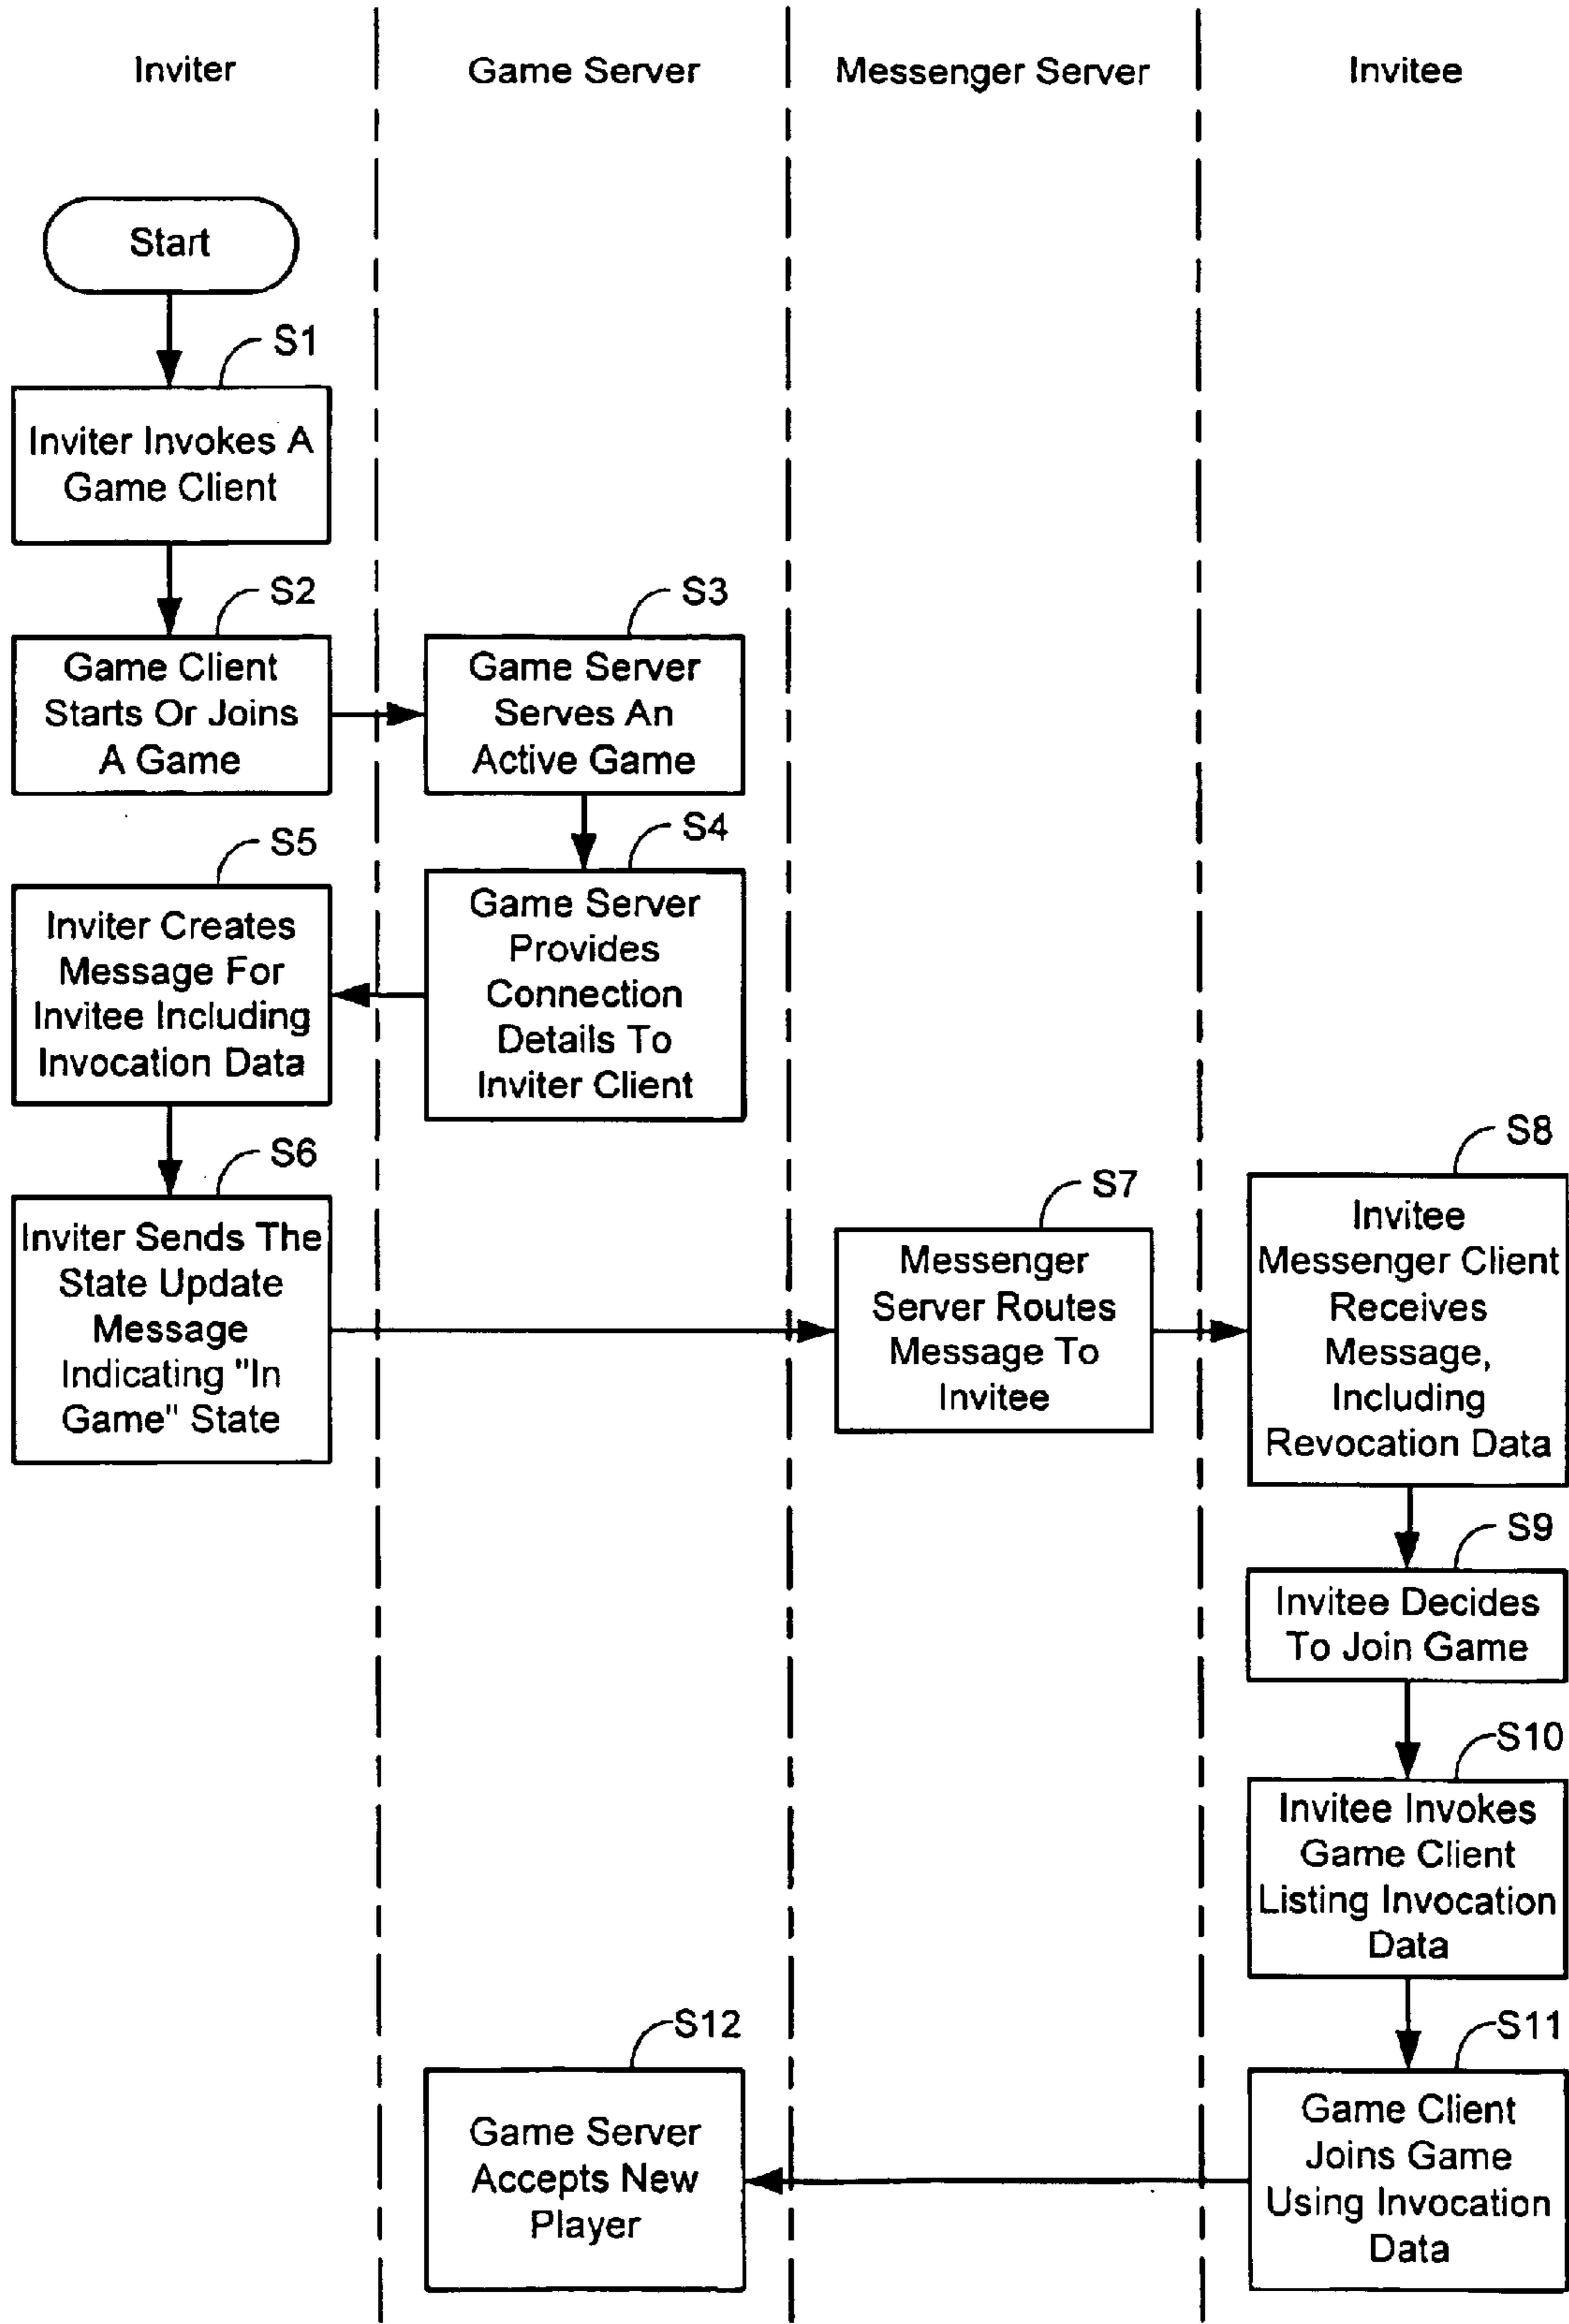 Inviter
Game Server
Messenger Server
Invitee
Start
S1
Inviter Invokes A
Game Client
S2
Game Client
Starts Or Joins
A Game
S3
Game Server
Serves An
Active Game
S4
Game Server
Provides
Connection
Details To
Inviter Client
S5
Inviter Creates
Message For
Invitee Including
Invocation Data
S6
Inviter Sends The
State Update
Message
Indicating "In
Game" State
S7
Messenger
Server Routes
Message To
Invitee
S8
Invitee
Messenger Client
Receives
Message,
Including
Revocation Data
S9
Invitee Decides
To Join Game
S10
Invitee Invokes
Game Client
Listing Invocation
Data
S11
Game Client
Joins Game
Using Invocation
Data
S12
Game Server
Accepts New
Player